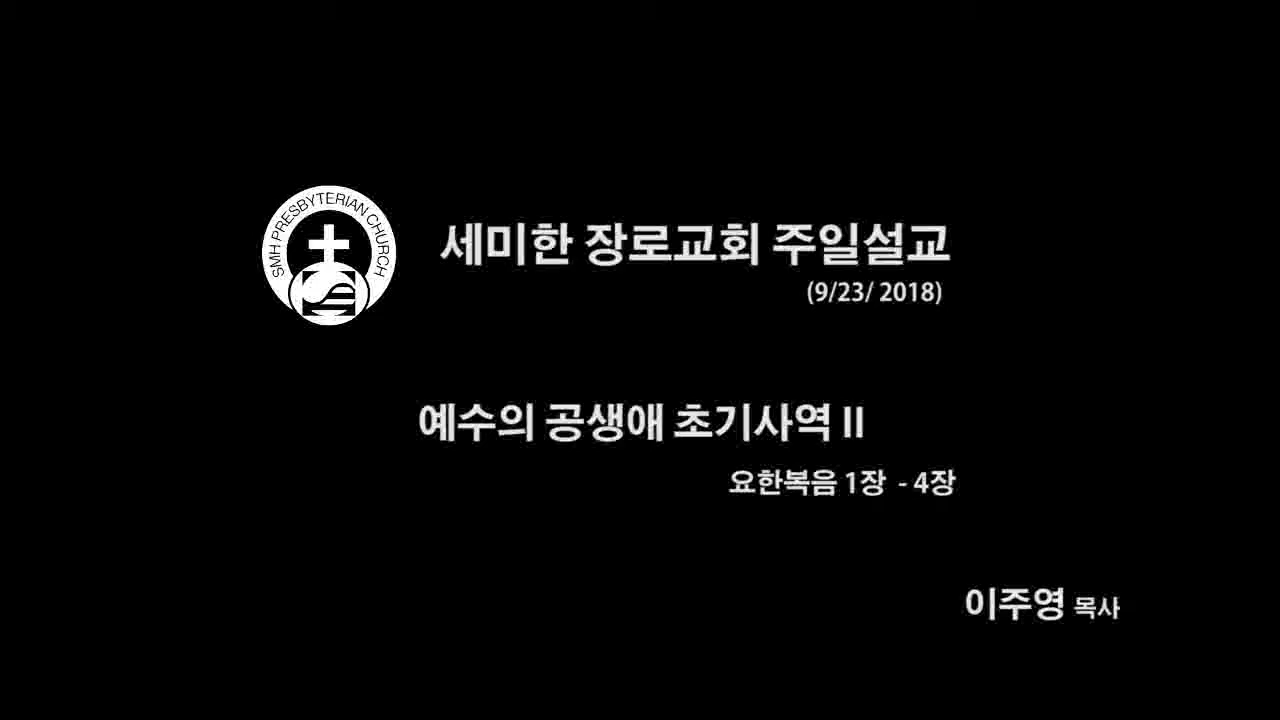 SMH PRESBYTERIAN CHURCH
세미한 장로교회 주일설교
(9/23/ 2018)
예수의 공생애 초기사역 II
요한복음 1장 - 4장
이주영 목사